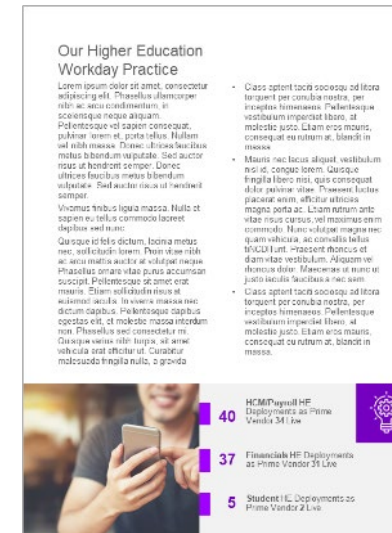 Our Higher Education
Workday Practice
Lorem ipsum dolor sit amet, consectetur
adipiscing elit. Phasellus ullamcorper
nibh ac arcu condimentum, in
scelerisque neque aliquam.
Pellentesque vel sapien consequat,
pulvinar lorem et, porta tellus. Nullam
vel nibh massa. Donec ultrices faucibus
metus bibendum vulputate. Sed auctor
risus ut hendrerit semper. Donec
ultrices faucibus metus bibendum
vulputate. Sed auctor risus ut hendrerit
semper.
Vivamus finibus ligula massa. Nulla et
sapien eu tellus commodo laoreet
dapibus sed nunc.
Quisque id felis dictum, lacinia metus
nec, sollicitudin lorem. Proin vitae nibh
ac arcu mattis auctor at volutpat neque.
Phasellus ornare vitae purus accumsan
suscipit. Pellentesque sit amet erat
mauris. Etiam sollicitudin risus at
euismod iaculis. In viverra massa nec
dictum dapibus. Pellentesque dapibus
egestas elit, et molestie massa interdum
non. Phasellus sed consectetur mi.
Quisque varius nibh turpis, sit amet
vehicula erat efficitur ut. Curabitur
malesuada fringilla nulla, a gravida
• Class aptent taciti sociosqu ad litora
torquent per conubia nostra, per
inceptos himenaeos. Pellentesque
vestibulum imperdiet libero, at
molestie justo. Etiam eros mauris,
consequat eu rutrum at, blandit in
massa.
• Mauris nec lacus aliquet, vestibulum
nisl id, congue lorem. Quisque
fringilla libero nisi, quis consequat
dolor pulvinar vitae. Praesent luctus
placerat enim, efficitur ultricies
magna porta ac. Etiam rutrum ante
vitae risus cursus, vel maximus enim
commodo. Nunc volutpat magna nec
quam vehicula, ac convallis tellus
tincidunt. Praesent rhoncus et
diam vitae vestibulum. Aliquam vel
rhoncus dolor. Maecenas ut nunc ut
justo iaculis faucibus a nec sem.
• Class aptent taciti sociosqu ad litora
torquent per conubia nostra, per
inceptos himenaeos. Pellentesque
vestibulum imperdiet libero, at
molestie justo. Etiam eros mauris,
consequat eu rutrum at, blandit in
massa.
40 HCM/Payroll HE
Deployments as Prime
Vendor 34 Live
37 Financials HE Deployments
as Prime Vendor 31 Live
5 Student HE Deployments as
Prime Vendor 2 Live